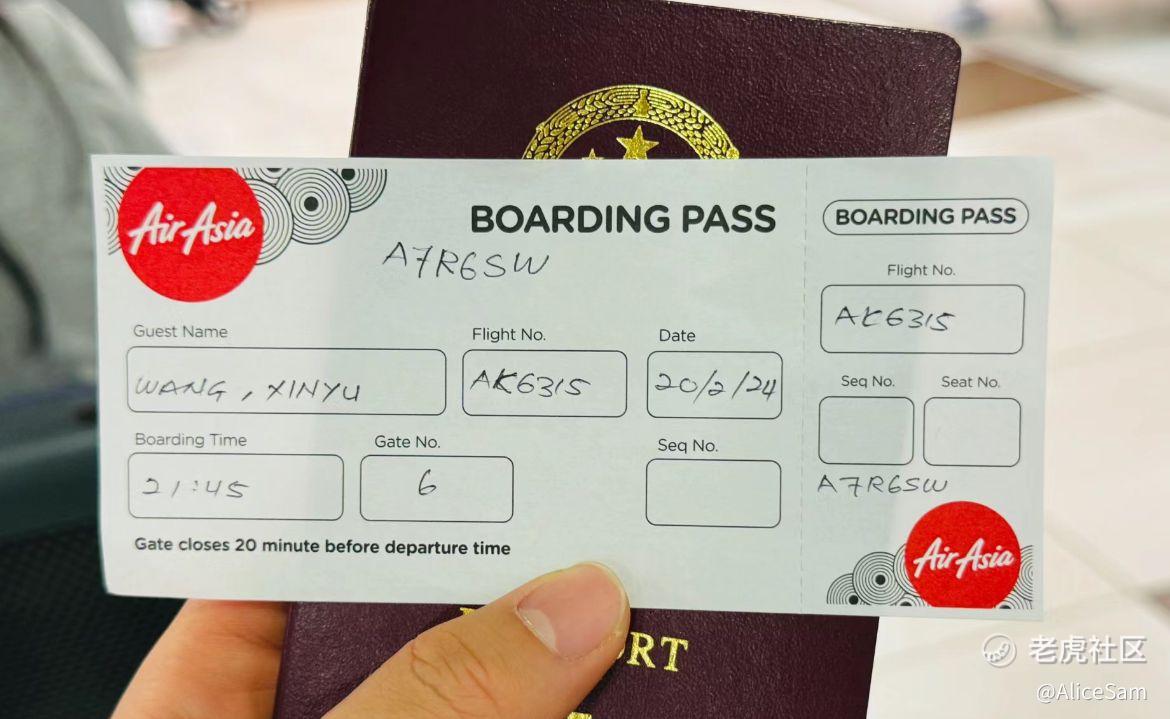 AirAsia
BOARDING PASS
A7R6SW
Guest Name
WANG, XINYU
Flight No.
AK6315
Date
20/2/24
Boarding Time
21:45
Gate No.
6
Seq No.
Gate closes 20 minute before departure time
BOARDING PASS
Flight No.
AK6315
Seq No.
Seat No.
A7R6SW
AirAsia
老虎社区
@AliceSam